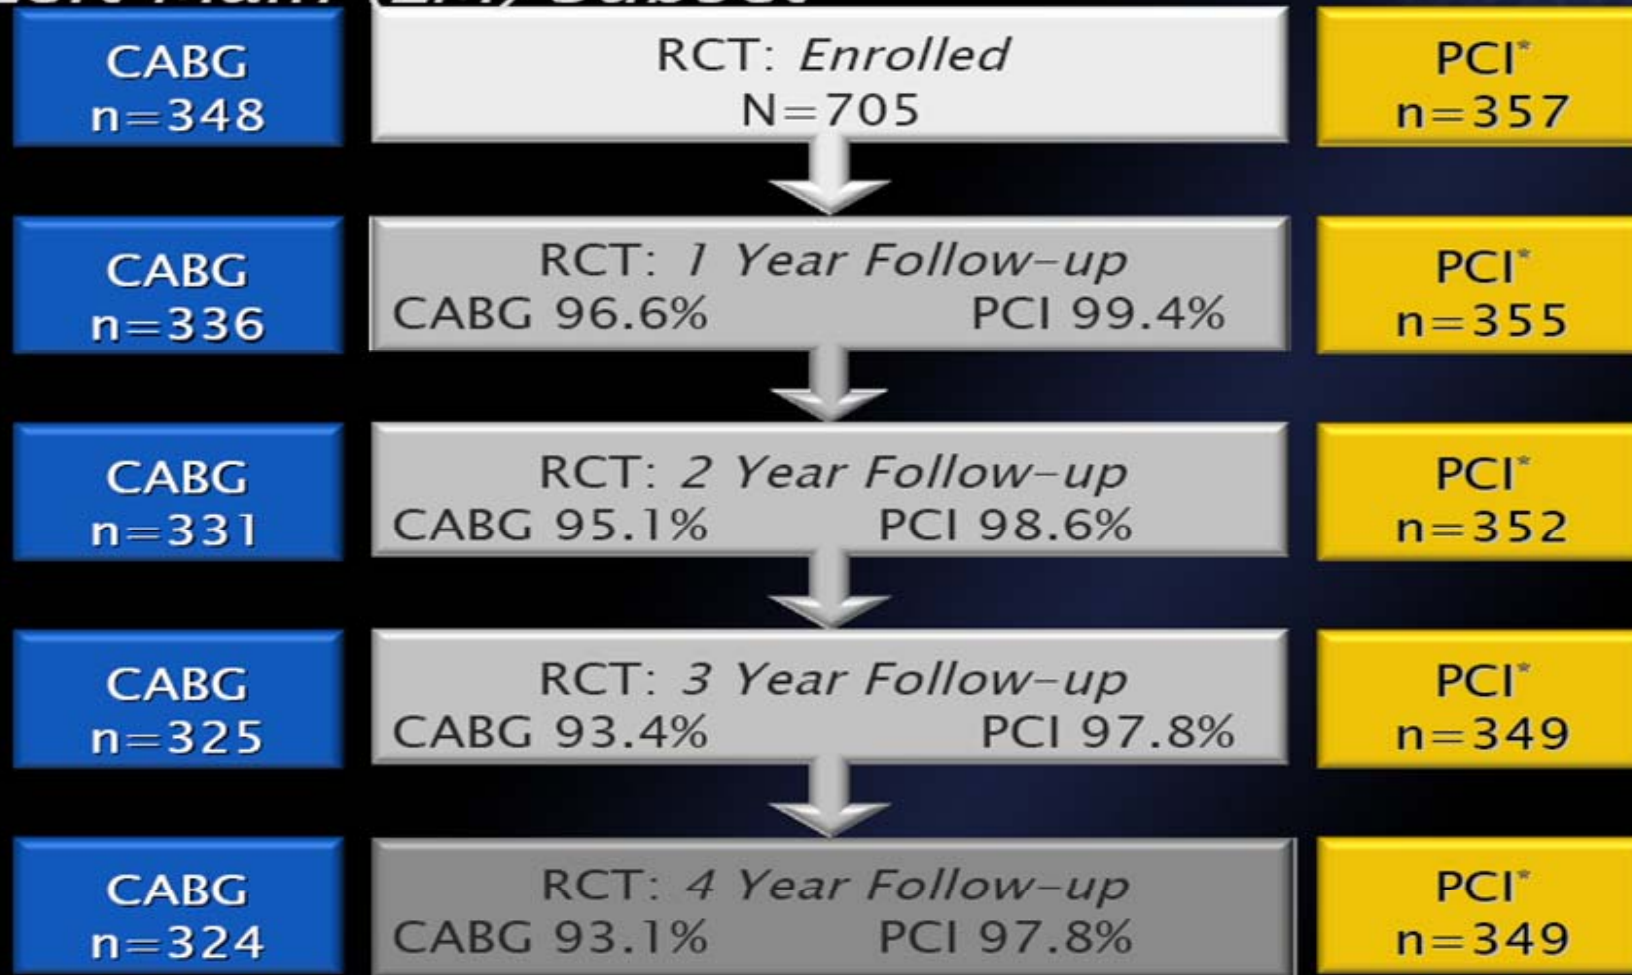 (LM) Subset
CABG
n=348
RCT: Enrolled
N=705
PCI*
n=357
CABG
n=336
RCT: 1 Year Follow-up
CABG 96.6% PCI 99.4%
PCI*
n=355
CABG
n=331
RCT: 2 Year Follow-up
CABG 95.1% PCI 98.6%
PCI*
n=352
CABG
n=325
RCT: 3 Year Follow-up
CABG 93.4% PCI 97.8%
PCI*
n=349
CABG
n=324
RCT: 4 Year Follow-up
CABG 93.1% PCI 97.8%
PCI*
n=349